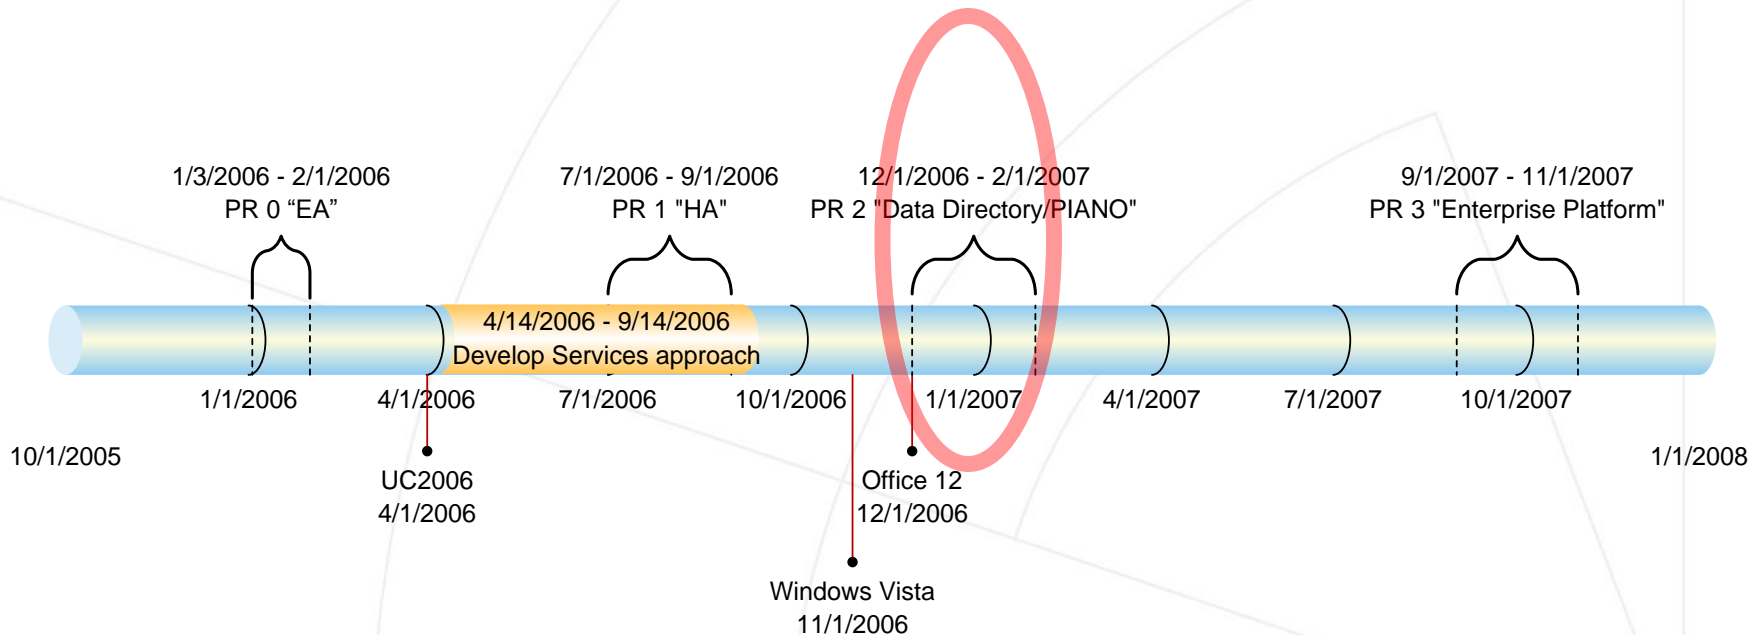 1/3/2006 - 2/1/2006
PR 0 “EA”
7/1/2006 - 9/1/2006
PR 1 "HA"
12/1/2006 - 2/1/2007
PR 2 "Data Directory/PIANO"
9/1/2007 - 11/1/2007
PR 3 "Enterprise Platform"
4/14/2006 - 9/14/2006
Develop Services approach
1/1/2006
4/1/2006
7/1/2006
10/1/2006
1/1/2007
4/1/2007
7/1/2007
10/1/2007
10/1/2005
1/1/2008
UC2006
4/1/2006
Office 12
12/1/2006
Windows Vista
11/1/2006